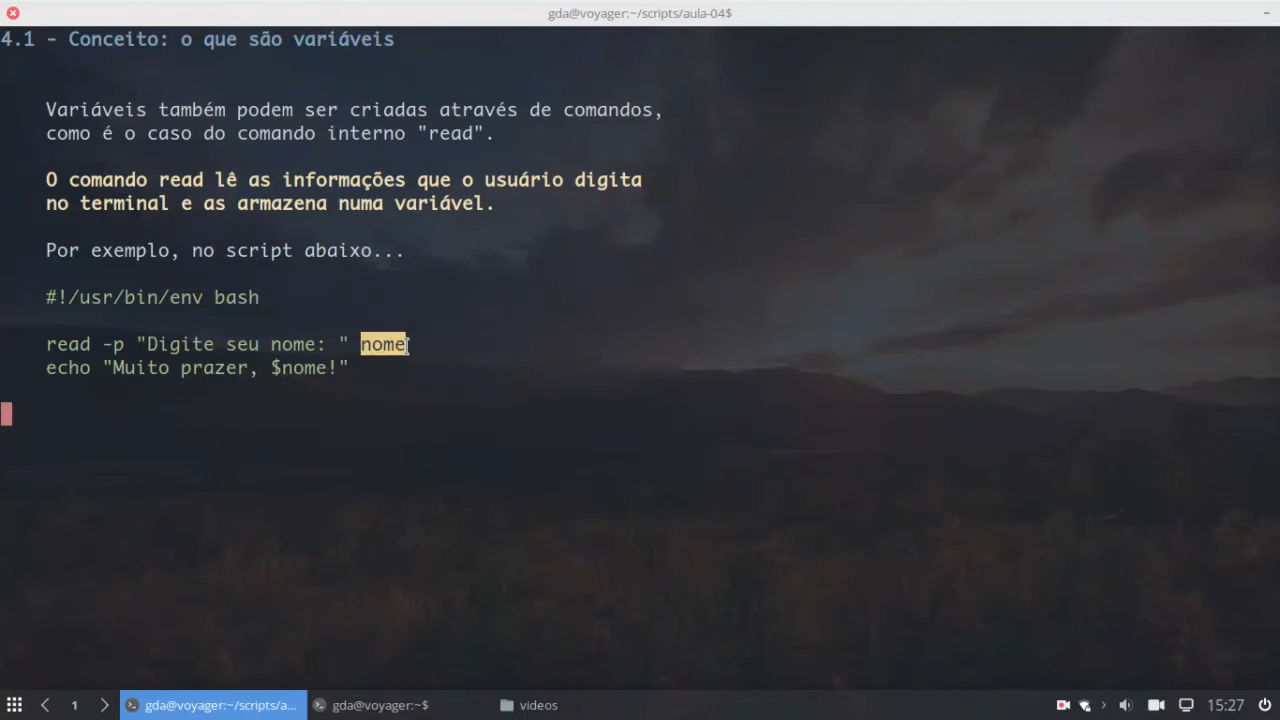 gda@voyager:~/scripts/aula-04$
4.1 - Conceito: o que são variáveis
Variáveis também podem ser criadas através de comandos,
como é o caso do comando interno "read".
O comando read lê as informações que o usuário digita
no terminal e as armazena numa variável.
Por exemplo, no script abaixo...
#!/usr/bin/env bash
read -p "Digite seu nome: " nome
echo "Muito prazer, $nome!"
1 gda@voyager:~/scripts/a... gda@voyager:~$ videos 15:27